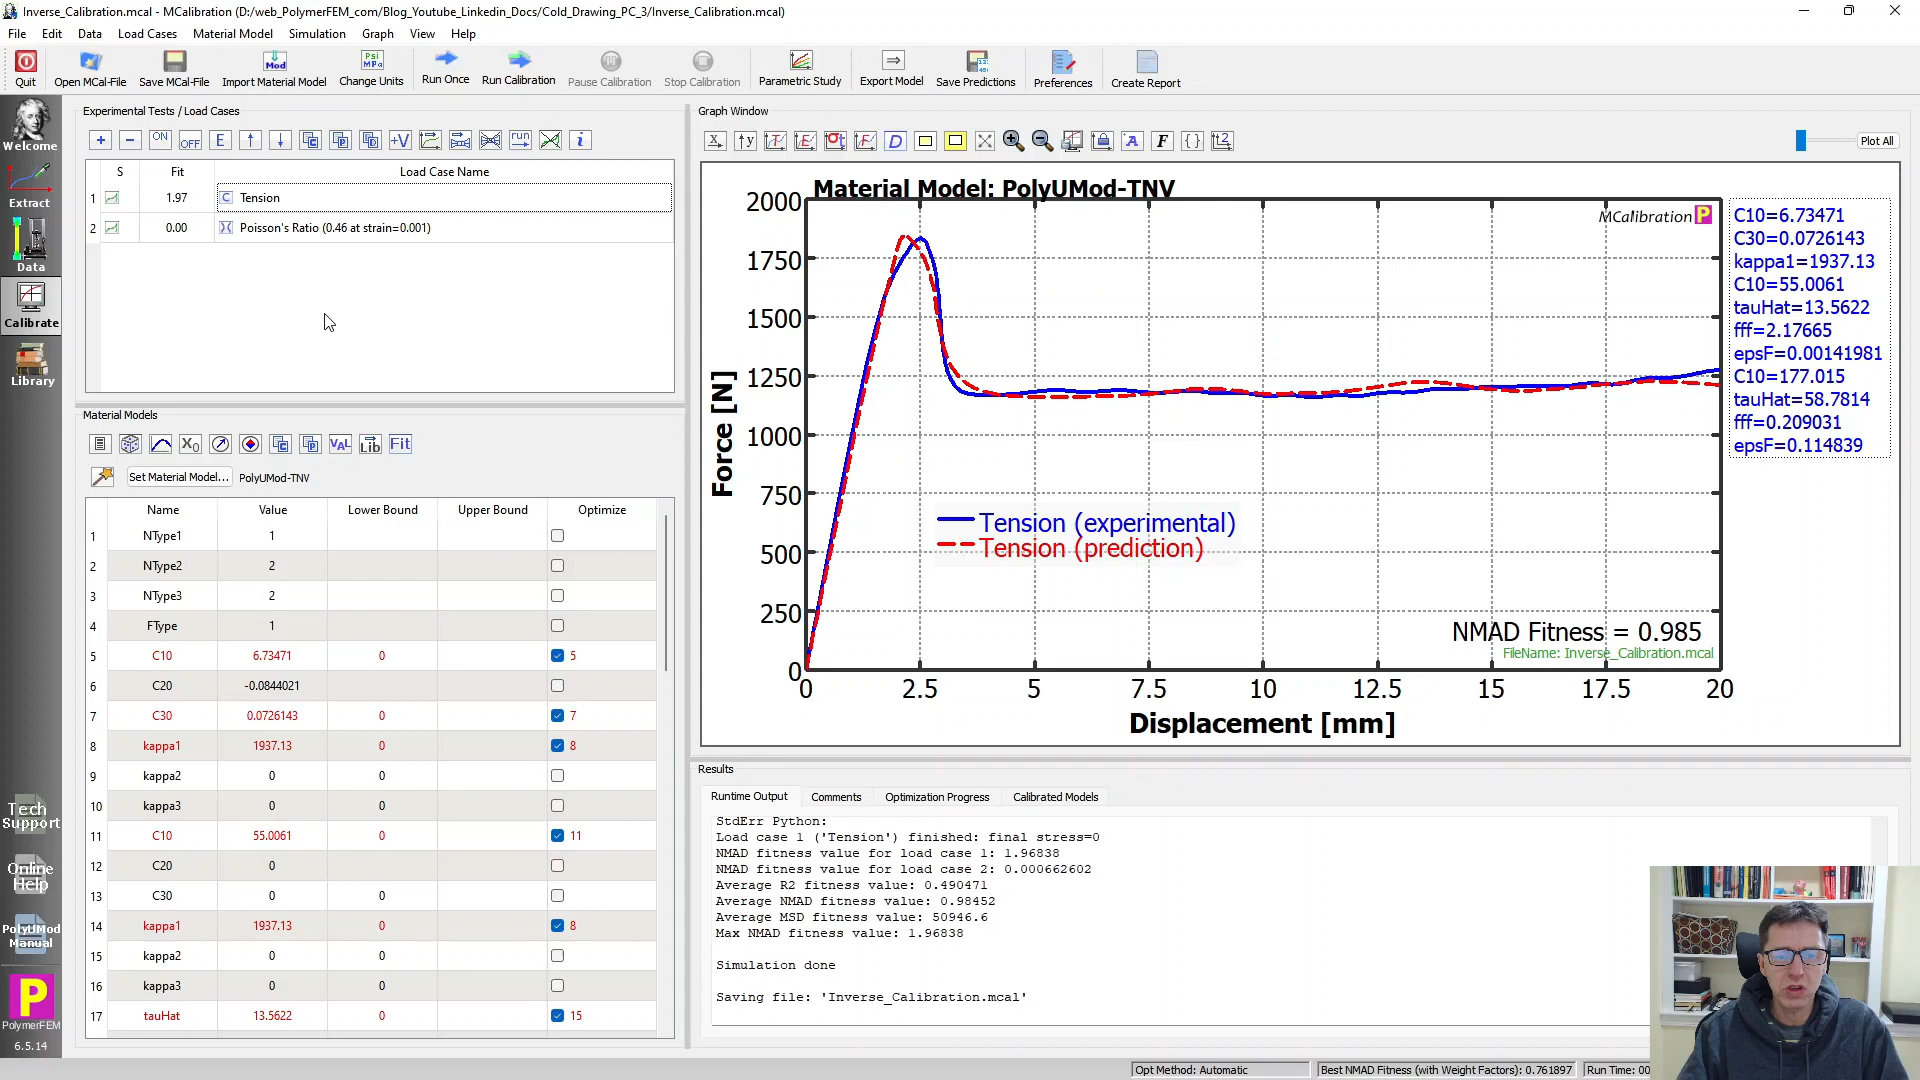 Inverse_Calibration.mcal - MCalibration (D:/web_PolymerFEM_com/Blog_Youtube_Linkedin_Docs/Cold_Drawing_PC_3/Inverse_Calibration.mcal)
File Edit Data Load Cases Material Model Simulation Graph View Help
Quit Open MCal-File Save MCal-File Import Material Model Change Units Run Once Run Calibration Pause Calibration Stop Calibration Parametric Study Export Model Save Predictions Preferences Create Report
Welcome
Extract
Data
Calibrate
Library
Tech
Support
Online
Help
PolyUMod
Manual
PolymerFEM
6.5.14
Experimental Tests / Load Cases
+ − ON OFF E +V run i
S Fit Load Case Name
1 1.97 C Tension
2 0.00 Poisson's Ratio (0.46 at strain=0.001)
Material Models
X0 VAL Lib Fit
Set Material Model... PolyUMod-TNV
Name Value Lower Bound Upper Bound Optimize
1 NType1 1
2 NType2 2
3 NType3 2
4 FType 1
5 C10 6.73471 0 5
6 C20 -0.0844021
7 C30 0.0726143 0 7
8 kappa1 1937.13 0 8
9 kappa2 0 0
10 kappa3 0 0
11 C10 55.0061 0 11
12 C20 0
13 C30 0 0
14 kappa1 1937.13 0 8
15 kappa2 0 0
16 kappa3 0 0
17 tauHat 13.5622 0 15
Graph Window
Plot All
Material Model: PolyUMod-TNV
MCalibration P
2000
1750
1500
1250
1000
750
500
250
0
Force [N]
0 2.5 5 7.5 10 12.5 15 17.5 20
Displacement [mm]
Tension (experimental)
Tension (prediction)
NMAD Fitness = 0.985
FileName: Inverse_Calibration.mcal
C10=6.73471
C30=0.0726143
kappa1=1937.13
C10=55.0061
tauHat=13.5622
fff=2.17665
epsF=0.00141981
C10=177.015
tauHat=58.7814
fff=0.209031
epsF=0.114839
Results
Runtime Output Comments Optimization Progress Calibrated Models
StdErr Python:
Load case 1 ('Tension') finished: final stress=0
NMAD fitness value for load case 1: 1.96838
NMAD fitness value for load case 2: 0.000662602
Average R2 fitness value: 0.490471
Average NMAD fitness value: 0.98452
Average MSD fitness value: 50946.6
Max NMAD fitness value: 1.96838
Simulation done
Saving file: 'Inverse_Calibration.mcal'
Opt Method: Automatic Best NMAD Fitness (with Weight Factors): 0.761897 Run Time: 00